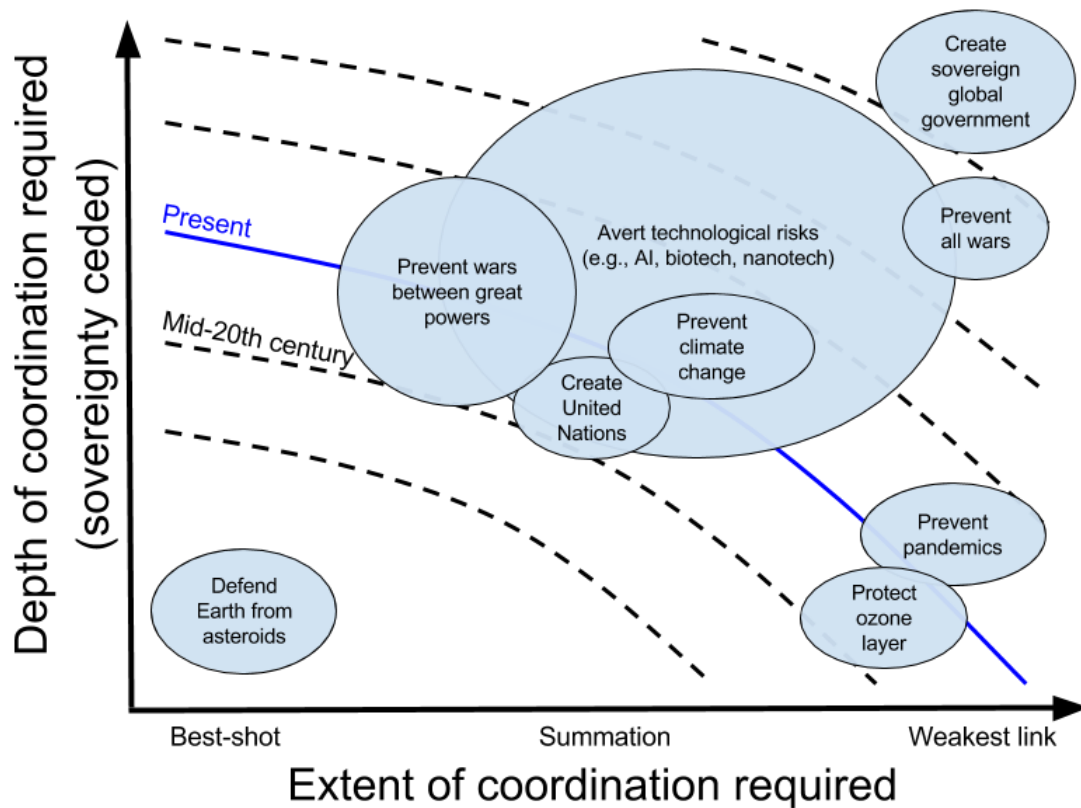 Depth of coordination required
(sovereignty ceded)
Create
sovereign
global
government
Present
Prevent
all wars
Avert technological risks
(e.g., AI, biotech, nanotech)
Prevent wars
between great
powers
Mid-20th century
Prevent
climate
change
Create
United
Nations
Prevent
pandemics
Defend
Earth from
asteroids
Protect
ozone
layer
Best-shot
Summation
Weakest link
Extent of coordination required